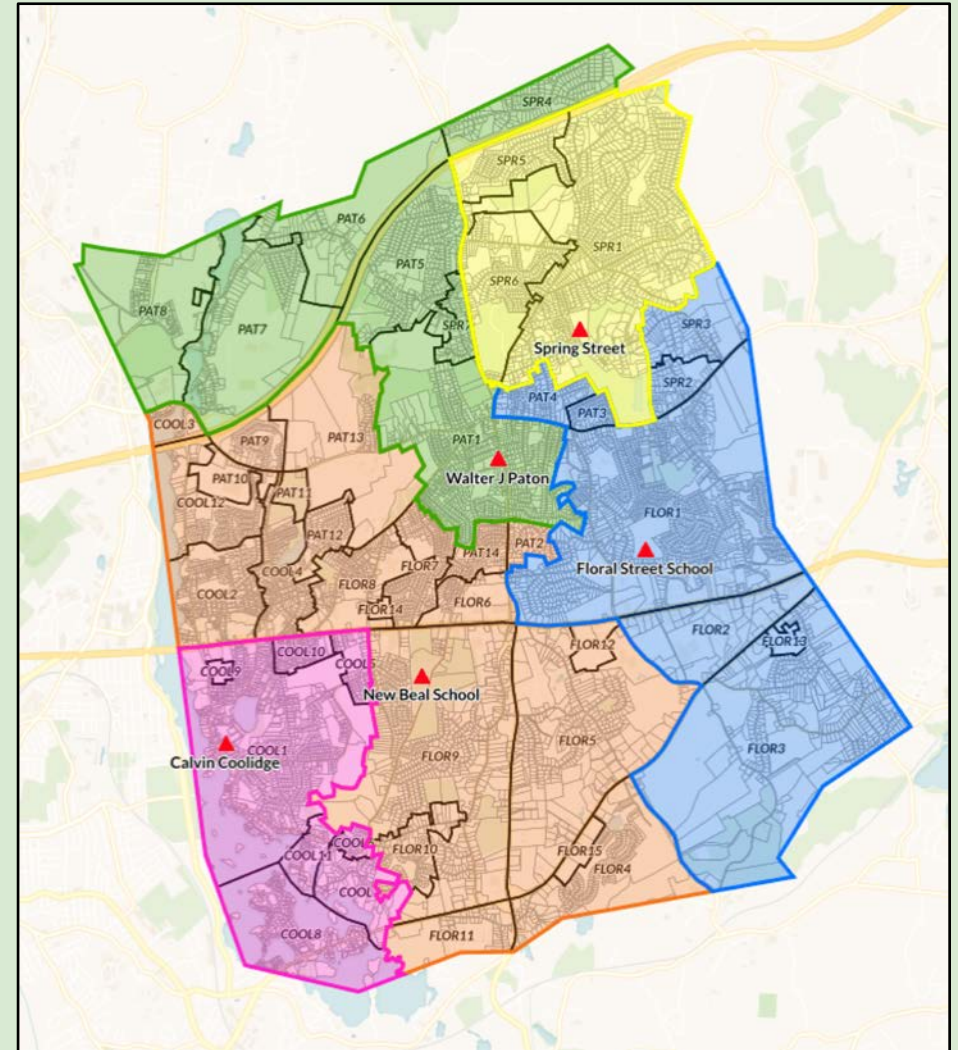 SPR4
SPR5
PAT6
SPR1
PAT5
SPR6
PAT8
PAT7
SPR7
SPR3
Spring Street
SPR2
PAT4
PAT3
COOL3
PAT9
PAT13
PAT1
PAT10
Walter J Paton
PAT11
COOL12
FLOR1
PAT12
PAT14
PAT2
FLOR7
Floral Street School
COOL4
FLOR8
COOL2
FLOR14
FLOR6
FLOR2
FLOR13
FLOR12
COOL10
COOL5
COOL9
New Beal School
FLOR5
COOL1
FLOR3
FLOR9
Calvin Coolidge
COOL
FLOR10
FLOR15
COOL11
FLOR4
COOL
COOL8
FLOR11